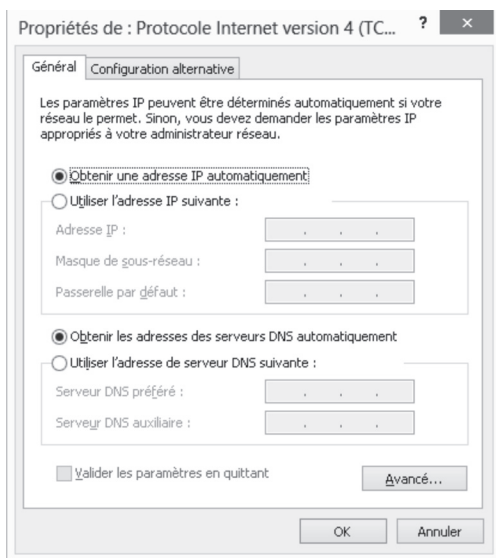 Propriétés de : Protocole Internet version 4 (TC... ?
Général Configuration alternative
Les paramètres IP peuvent être déterminés automatiquement si votre
réseau le permet. Sinon, vous devez demander les paramètres IP
appropriés à votre administrateur réseau.
Obtenir une adresse IP automatiquement
Utiliser l'adresse IP suivante :
Adresse IP :
Masque de sous-réseau :
Passerelle par défaut :
Obtenir les adresses des serveurs DNS automatiquement
Utiliser l'adresse de serveur DNS suivante :
Serveur DNS préféré :
Serveur DNS auxiliaire :
Valider les paramètres en quittant
Avancé...
OK Annuler